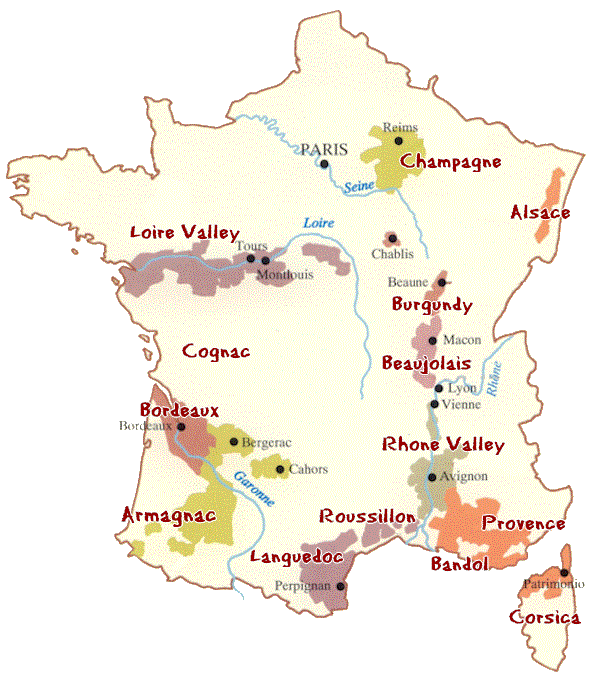 Reims
PARIS
Champagne
Seine
Alsace
Loire
Loire Valley
Tours
Chablis
Montlouis
Beaune
Burgundy
Macon
Cognac
Beaujolais
Rhône
Lyon
Vienne
Bordeaux
Bordeaux
Bergerac
Rhone Valley
Cahors
Avignon
Garonne
Armagnac
Roussillon
Provence
Languedoc
Bandol
Perpignan
Patrimonio
Corsica